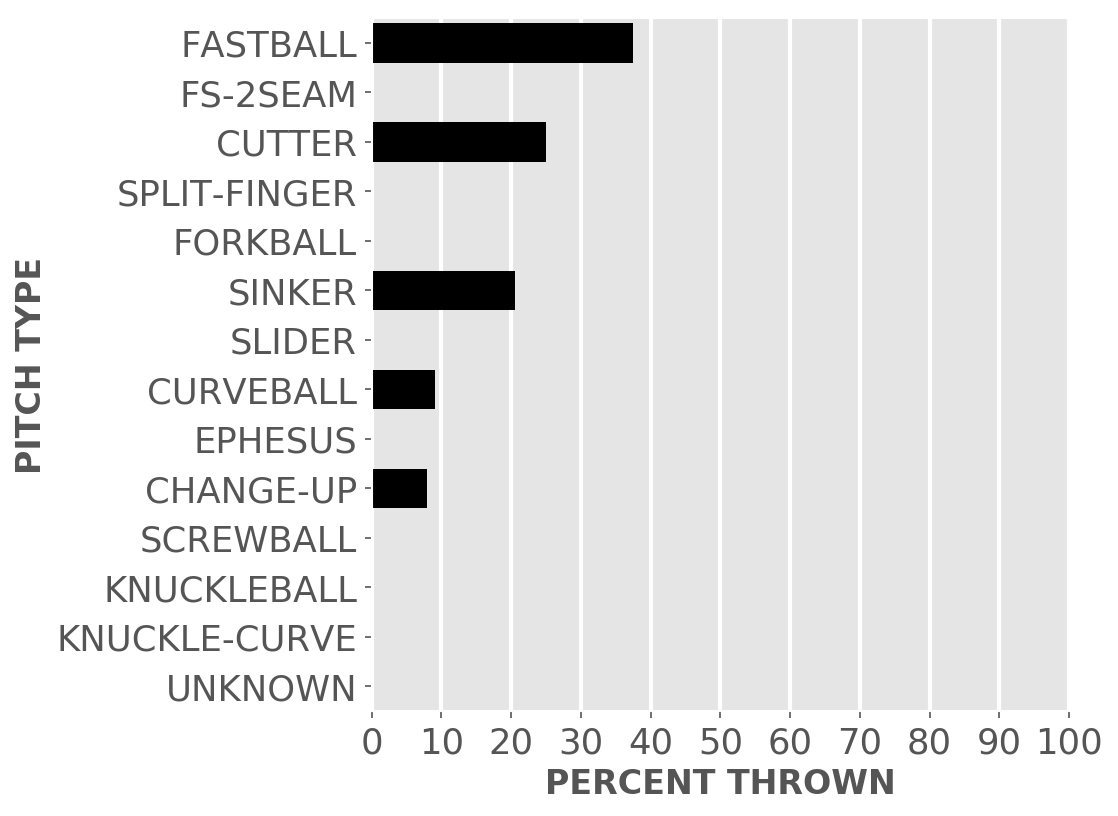 FASTBALL
FS-2SEAM
CUTTER
SPLIT-FINGER
FORKBALL
SINKER
SLIDER
CURVEBALL
EPHESUS
CHANGE-UP
SCREWBALL
KNUCKLEBALL
KNUCKLE-CURVE
UNKNOWN
PITCH TYPE
0 10 20 30 40 50 60 70 80 90 100
PERCENT THROWN